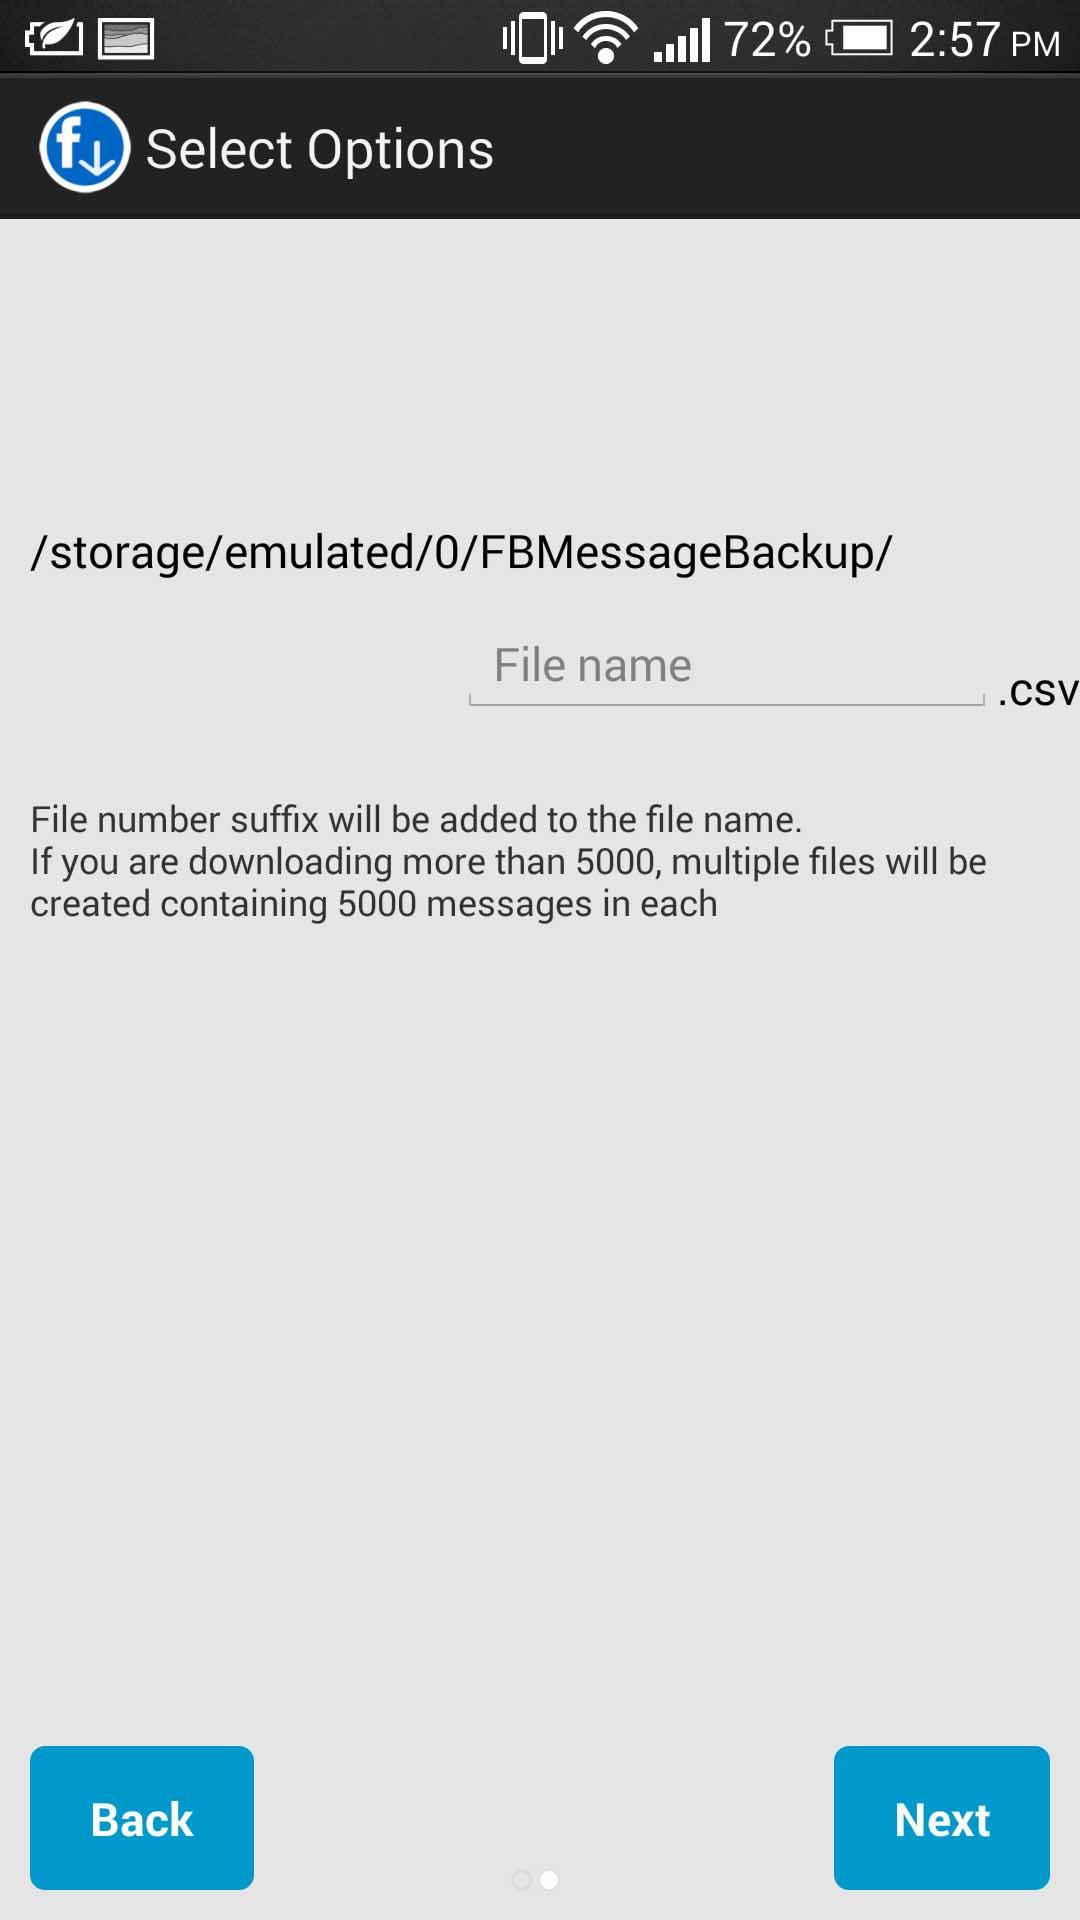 72% 2:57 PM
f Select Options
/storage/emulated/0/FBMessageBackup/
File name .csv
File number suffix will be added to the file name.
If you are downloading more than 5000, multiple files will be
created containing 5000 messages in each
Back Next